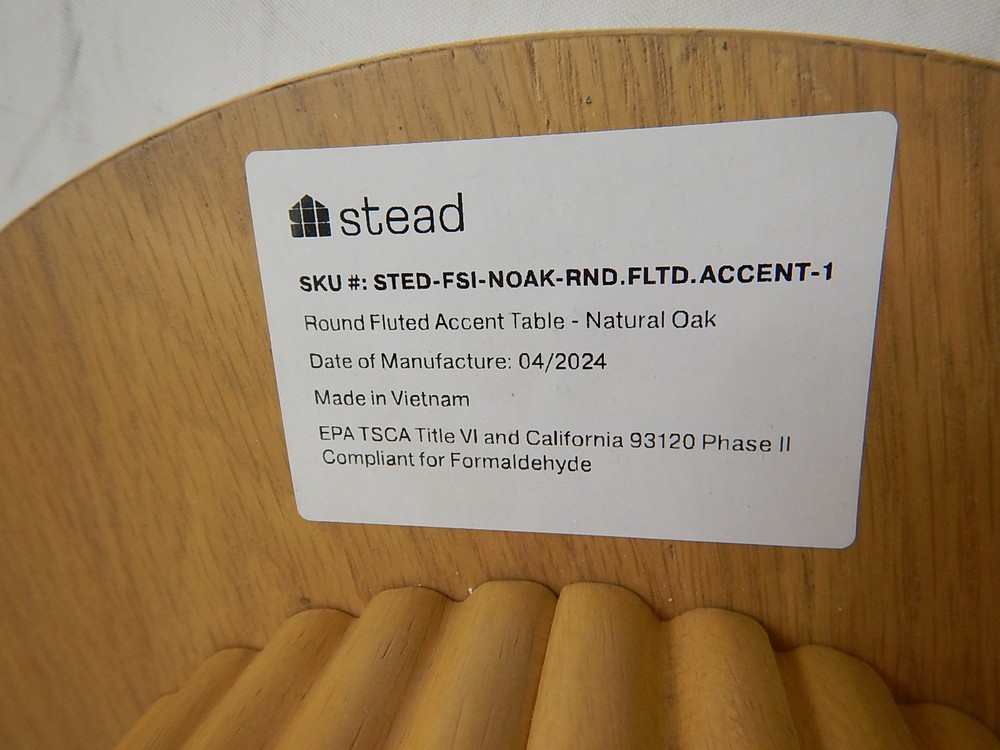 stead
SKU #: STED-FSI-NOAK-RND.FLTD.ACCENT-1
Round Fluted Accent Table - Natural Oak
Date of Manufacture: 04/2024
Made in Vietnam
EPA TSCA Title VI and California 93120 Phase II
Compliant for Formaldehyde